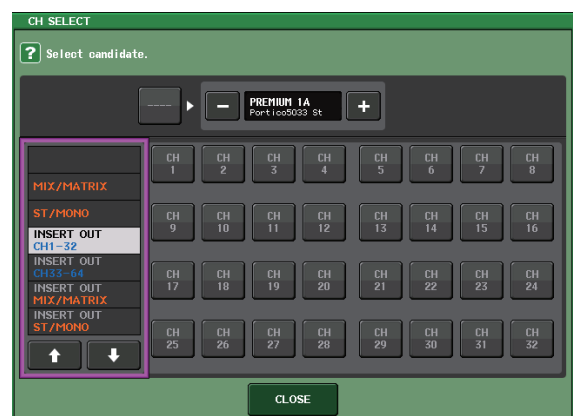 CH SELECT
? Select candidate.
----
− PREMIUM 1A +
Portico5033 St
MIX/MATRIX
ST/MONO
INSERT OUT
CH1-32
INSERT OUT
CH33-64
INSERT OUT
MIX/MATRIX
INSERT OUT
ST/MONO
CH 1 CH 2 CH 3 CH 4 CH 5 CH 6 CH 7 CH 8
CH 9 CH 10 CH 11 CH 12 CH 13 CH 14 CH 15 CH 16
CH 17 CH 18 CH 19 CH 20 CH 21 CH 22 CH 23 CH 24
CH 25 CH 26 CH 27 CH 28 CH 29 CH 30 CH 31 CH 32
CLOSE